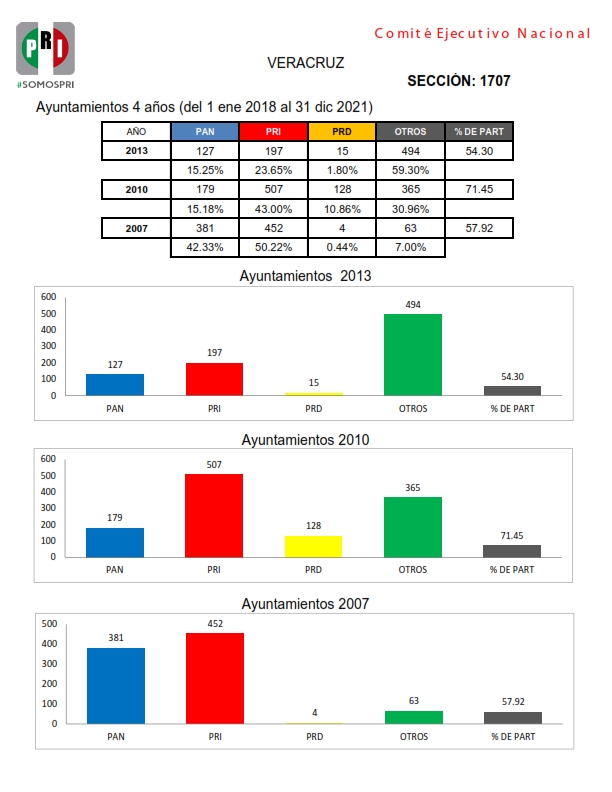 Comité Ejecutivo Nacional
PRI
#SOMOSPRI
VERACRUZ
SECCIÓN: 1707
Ayuntamientos 4 años (del 1 ene 2018 al 31 dic 2021)
AÑO PAN PRI PRD OTROS % DE PART
2013 127 197 15 494 54.30
15.25% 23.65% 1.80% 59.30%
2010 179 507 128 365 71.45
15.18% 43.00% 10.86% 30.96%
2007 381 452 4 63 57.92
42.33% 50.22% 0.44% 7.00%
Ayuntamientos 2013
600
500
400
300
200
100
0
127 197 15 494 54.30
PAN PRI PRD OTROS % DE PART
Ayuntamientos 2010
600
500
400
300
200
100
0
179 507 128 365 71.45
PAN PRI PRD OTROS % DE PART
Ayuntamientos 2007
500
400
300
200
100
0
381 452 4 63 57.92
PAN PRI PRD OTROS % DE PART